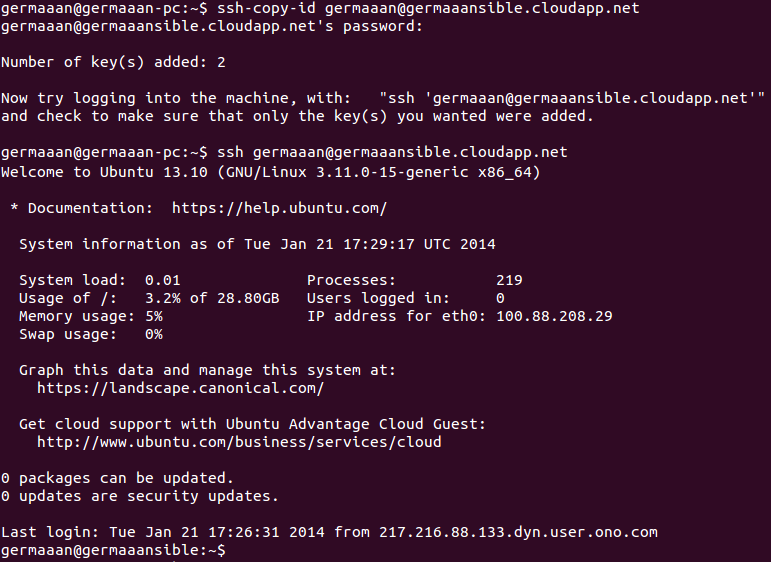 germaaan@germaaan-pc:~$ ssh-copy-id germaaan@germaaansible.cloudapp.net
germaaan@germaaansible.cloudapp.net's password:
Number of key(s) added: 2
Now try logging into the machine, with:   "ssh 'germaaan@germaaansible.cloudapp.net'"
and check to make sure that only the key(s) you wanted were added.
germaaan@germaaan-pc:~$ ssh germaaan@germaaansible.cloudapp.net
Welcome to Ubuntu 13.10 (GNU/Linux 3.11.0-15-generic x86_64)
 * Documentation:  https://help.ubuntu.com/
  System information as of Tue Jan 21 17:29:17 UTC 2014
  System load:  0.01              Processes:           219
  Usage of /:   3.2% of 28.80GB   Users logged in:     0
  Memory usage: 5%                IP address for eth0: 100.88.208.29
  Swap usage:   0%
  Graph this data and manage this system at:
    https://landscape.canonical.com/
  Get cloud support with Ubuntu Advantage Cloud Guest:
    http://www.ubuntu.com/business/services/cloud
0 packages can be updated.
0 updates are security updates.
Last login: Tue Jan 21 17:26:31 2014 from 217.216.88.133.dyn.user.ono.com
germaaan@germaaansible:~$